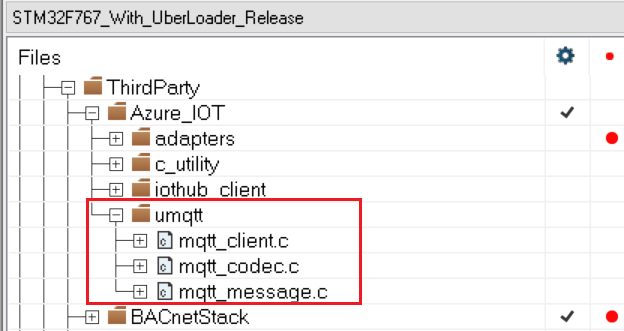 STM32F767_With_UberLoader_Release
Files
ThirdParty
Azure_IOT
adapters
c_utility
iothub_client
umqtt
c mqtt_client.c
c mqtt_codec.c
c mqtt_message.c
BACnetStack